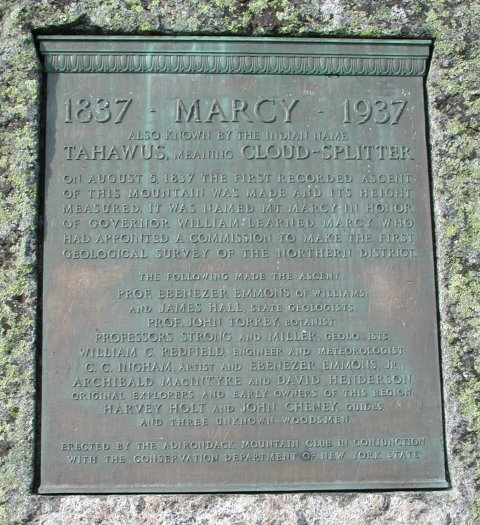 1837 - MARCY - 1937
ALSO KNOWN BY THE INDIAN NAME
TAHAWUS, MEANING CLOUD-SPLITTER
ON AUGUST 5, 1837 THE FIRST RECORDED ASCENT
OF THIS MOUNTAIN WAS MADE AND ITS HEIGHT
MEASURED. IT WAS NAMED MT. MARCY IN HONOR
OF GOVERNOR WILLIAM LEARNED MARCY WHO
HAD APPOINTED A COMMISSION TO MAKE THE FIRST
GEOLOGICAL SURVEY OF THE NORTHERN DISTRICT.
THE FOLLOWING MADE THE ASCENT:
PROF. EBENEZER EMMONS OF WILLIAMS
AND JAMES HALL, STATE GEOLOGISTS
PROF. JOHN TORREY, BOTANIST
PROFESSORS STRONG AND MILLER, GEOLOGISTS
WILLIAM C. REDFIELD, ENGINEER AND METEOROLOGIST
C. C. INGHAM, ARTIST AND EBENEZER EMMONS, JR.,
ARCHIBALD MACINTYRE AND DAVID HENDERSON,
ORIGINAL EXPLORERS AND EARLY OWNERS OF THIS REGION
HARVEY HOLT AND JOHN CHENEY, GUIDES
AND THREE UNKNOWN WOODSMEN.
ERECTED BY THE ADIRONDACK MOUNTAIN CLUB IN CONJUNCTION
WITH THE CONSERVATION DEPARTMENT OF NEW YORK STATE